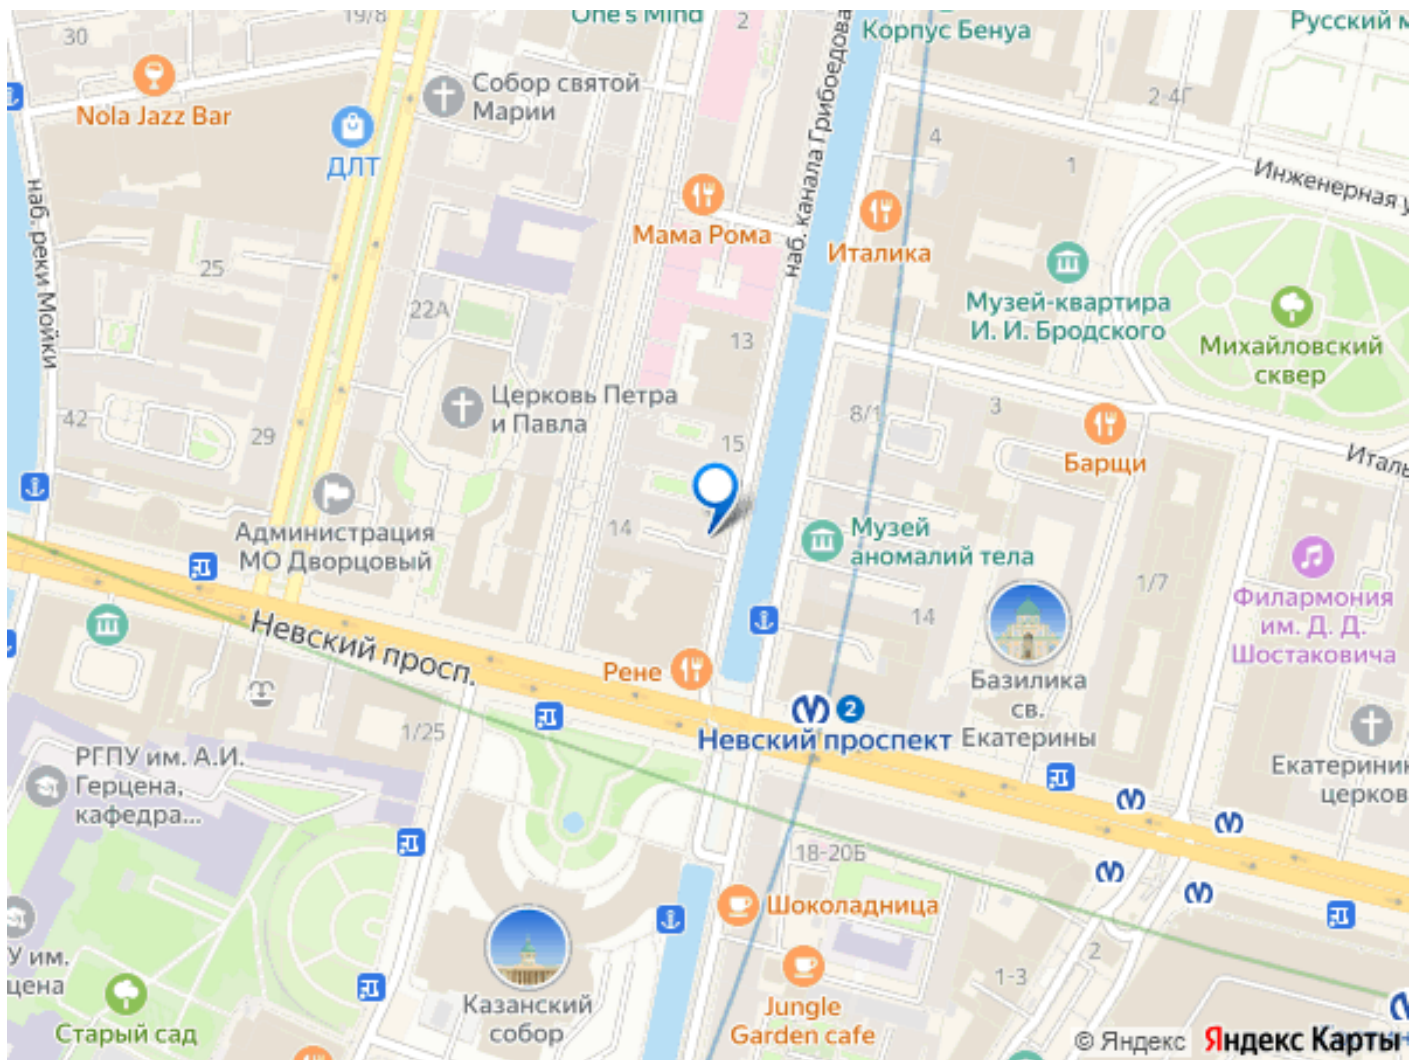 19/8
One's Mind
2
Корпус Бенуа
Русский м
30
Nola Jazz Bar
Собор святой
Марии
ДЛТ
2-4Г
4
1
Инженерная у
наб. канала Грибоедова
наб. реки Мойки
Мама Рома
Италика
25
22А
Музей-квартира
И. И. Бродского
13
Михайловский
сквер
Церковь Петра
и Павла
42
29
15
8/1
3
Барщи
Италь
Администрация
МО Дворцовый
14
Музей
аномалий тела
1/7
14
Филармония
им. Д. Д.
Шостаковича
Невский просп.
Рене
Базилика
св.
Екатерины
2
Невский проспект
1/25
РГПУ им. А.И.
Герцена,
кафедра...
Екатеринин
церков
18-20Б
Шоколадница
У им.
цена
Старый сад
Казанский
собор
2
1-3
Jungle
Garden cafe
© Яндекс Яндекс Карты